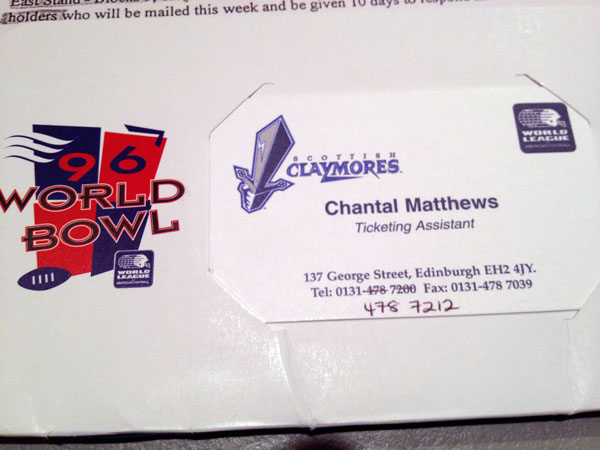 holders who will be mailed this week and be given 10 days to
96
WORLD
BOWL
WORLD
LEAGUE
WORLD
LEAGUE
AMERICAN FOOTBALL
SCOTTISH
CLAYMORES
Chantal Matthews
Ticketing Assistant
137 George Street, Edinburgh EH2 4JY.
Tel: 0131-478 7200 Fax: 0131-478 7039
478 7212